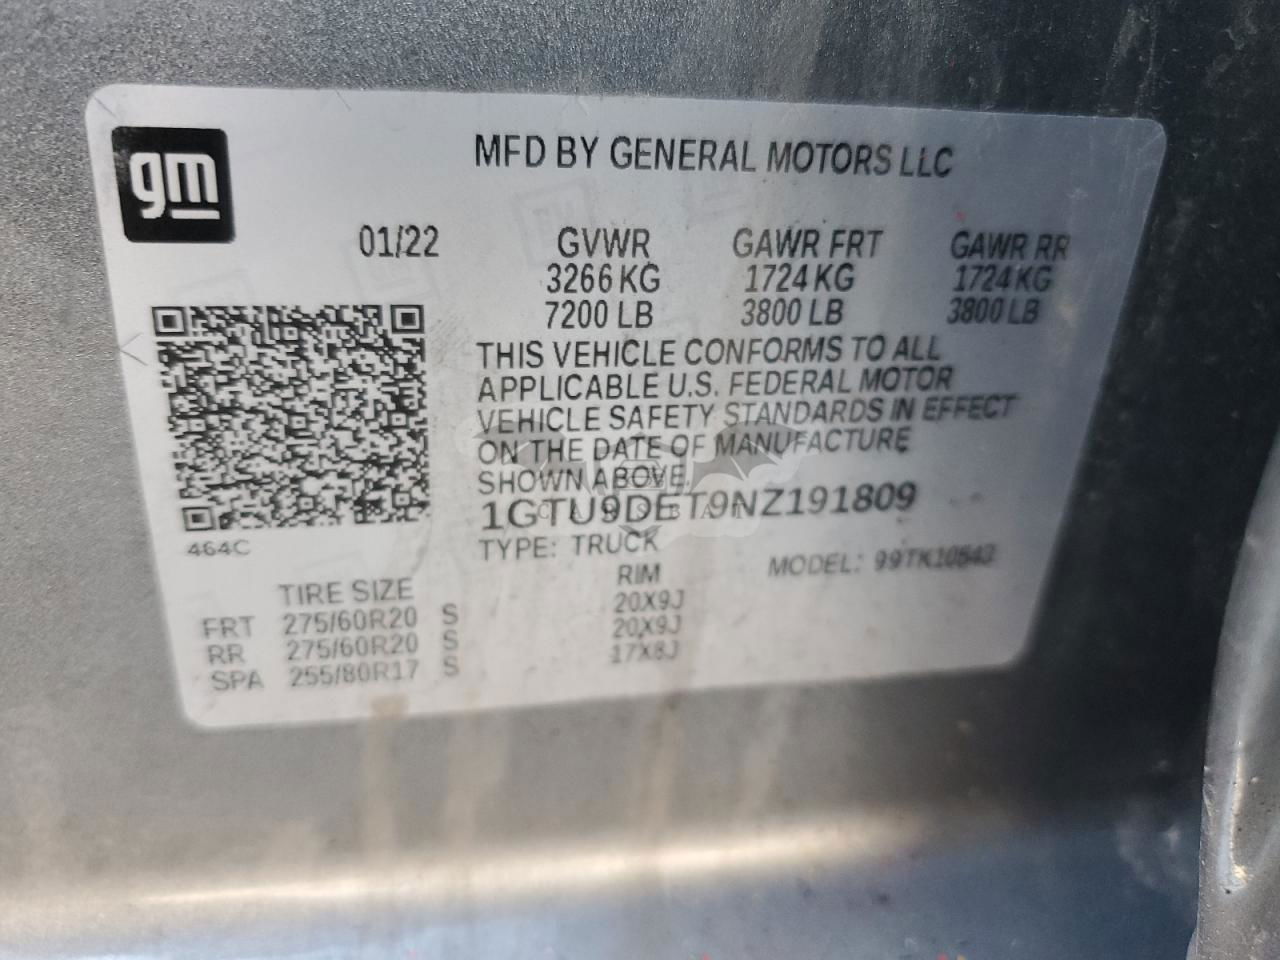 gm
MFD BY GENERAL MOTORS LLC
01/22 GVWR GAWR FRT GAWR RR
3266 KG 1724 KG 1724 KG
7200 LB 3800 LB 3800 LB
THIS VEHICLE CONFORMS TO ALL
APPLICABLE U.S. FEDERAL MOTOR
VEHICLE SAFETY STANDARDS IN EFFECT
ON THE DATE OF MANUFACTURE
SHOWN ABOVE.
1GTU9DET9NZ191809
464C
TYPE: TRUCK MODEL: 99TK10543
TIRE SIZE RIM
FRT 275/60R20 S 20X9J
RR 275/60R20 S 20X9J
SPA 255/80R17 S 17X8J